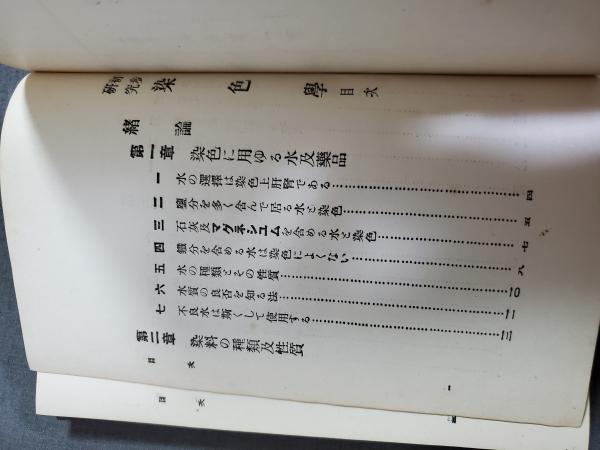 染色學目次
緒論
第一章 染色に用ゆる水及藥品
一 水の選擇は染色上肝腎である 四
二 鹽分を多く含んで居る水と染色 五
三 石灰及マグネシユムを含める水と染色 七
四 鐵分を含める水は染色によくない 八
五 水の種類とその性質 一〇
六 水質の良否を知る法 一一
七 不良水は斯くして使用する 一三
第二章 染料の種類及性質
目次
一
目次